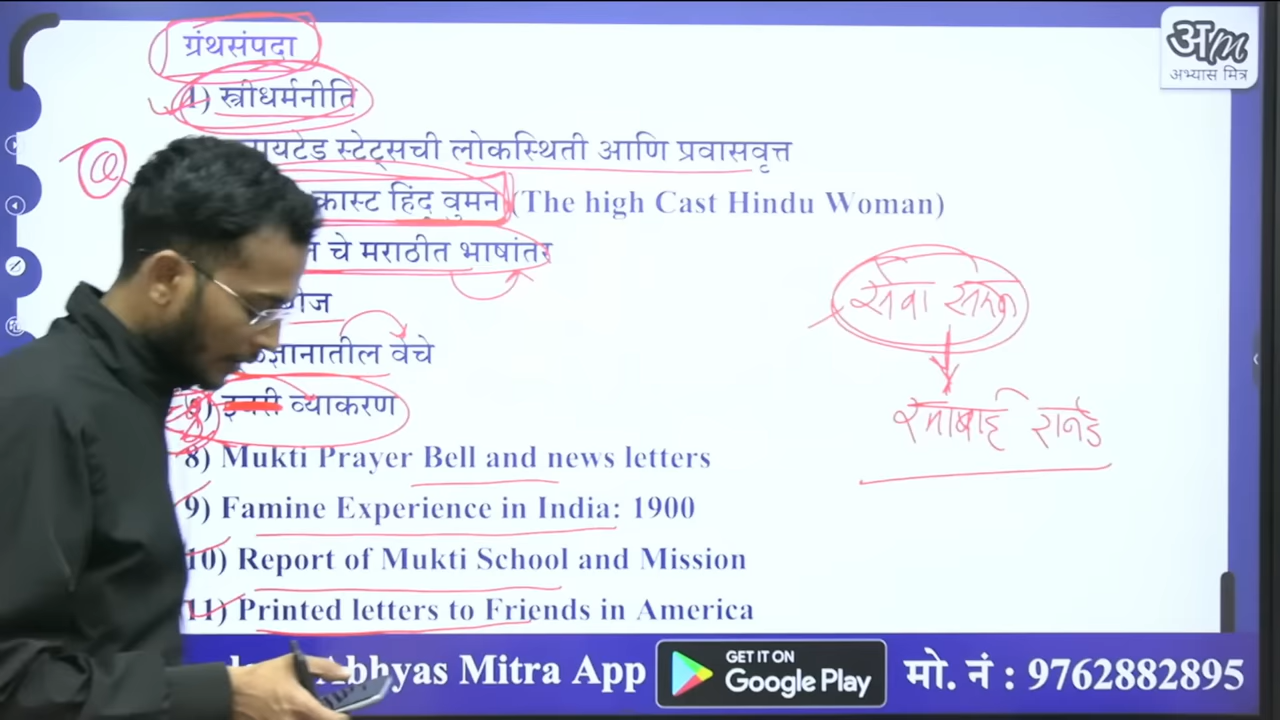 ग्रंथसंपदा
1) स्त्रीधर्मनीति
युनायटेड स्टेट्सची लोकस्थिती आणि प्रवासवृत्त
कास्ट हिंदू वुमन (The high Cast Hindu Woman)
चे मराठीत भाषांतर
व्याकरण
वेचे
8) Mukti Prayer Bell and news letters
9) Famine Experience in India: 1900
10) Report of Mukti School and Mission
11) Printed letters to Friends in America
सेवा सदन
रमाबाई रानडे
अm
अभ्यास मित्र
Abhyas Mitra App
GET IT ON
Google Play
मो. नं : 9762882895